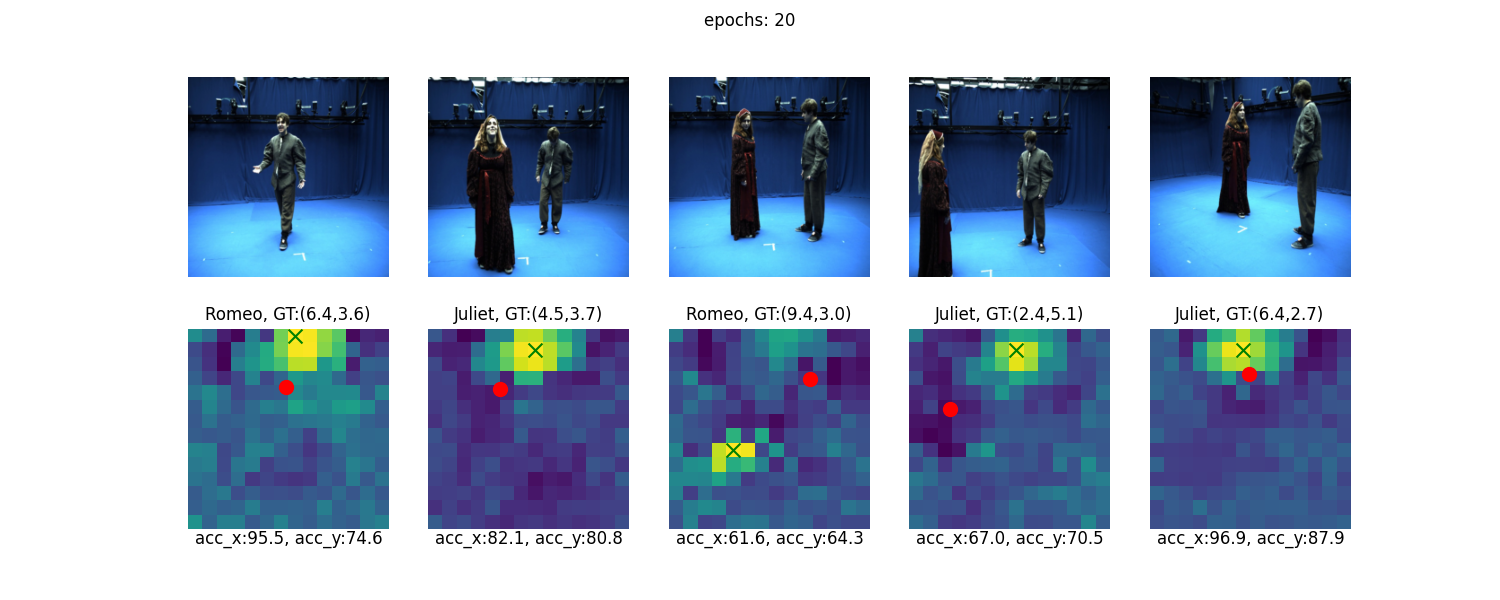 epochs: 20
Romeo, GT:(6.4,3.6)
Juliet, GT:(4.5,3.7)
Romeo, GT:(9.4,3.0)
Juliet, GT:(2.4,5.1)
Juliet, GT:(6.4,2.7)
acc_x:95.5, acc_y:74.6
acc_x:82.1, acc_y:80.8
acc_x:61.6, acc_y:64.3
acc_x:67.0, acc_y:70.5
acc_x:96.9, acc_y:87.9